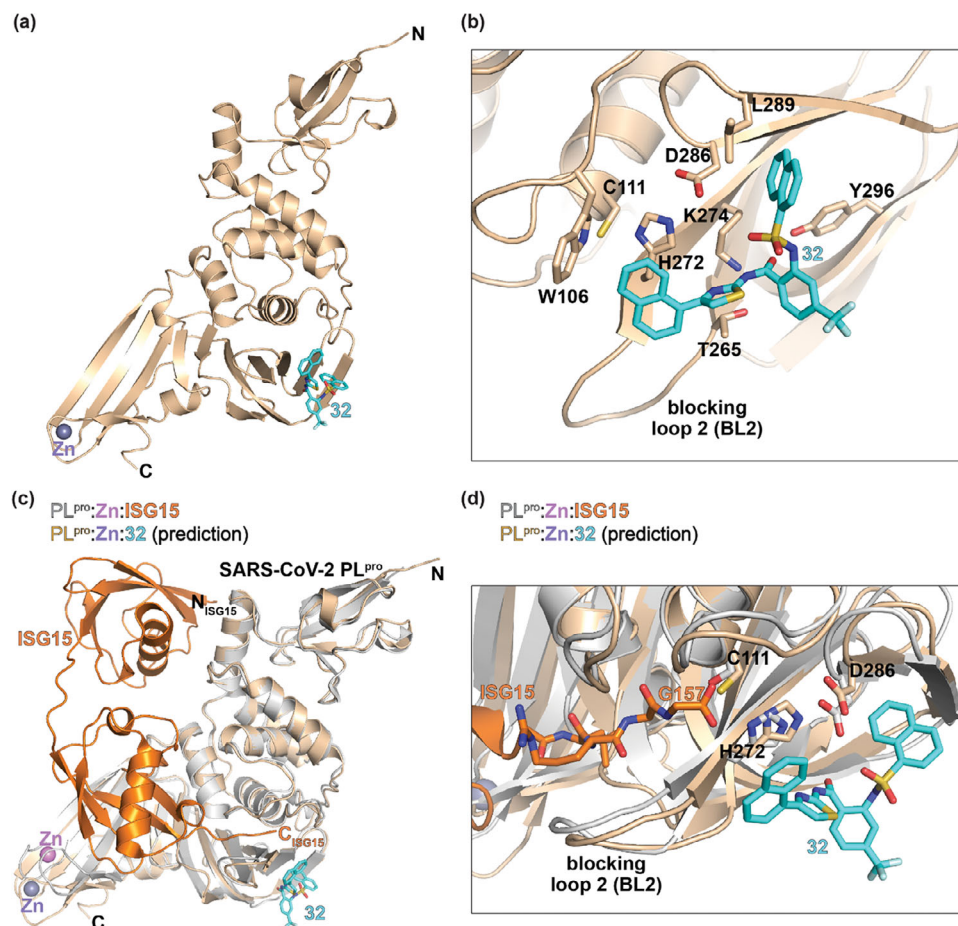 (a)
N
32
Zn
C
(b)
L289
D286
C111
K274
Y296
H272
32
W106
T265
blocking
loop 2 (BL2)
(c)
PLpro:Zn:ISG15
PLpro:Zn:32 (prediction)
SARS-CoV-2 PLpro
N
NISG15
ISG15
CISG15
Zn
Zn
C
32
(d)
PLpro:Zn:ISG15
PLpro:Zn:32 (prediction)
C111
ISG15
G157
D286
H272
32
blocking
loop 2 (BL2)